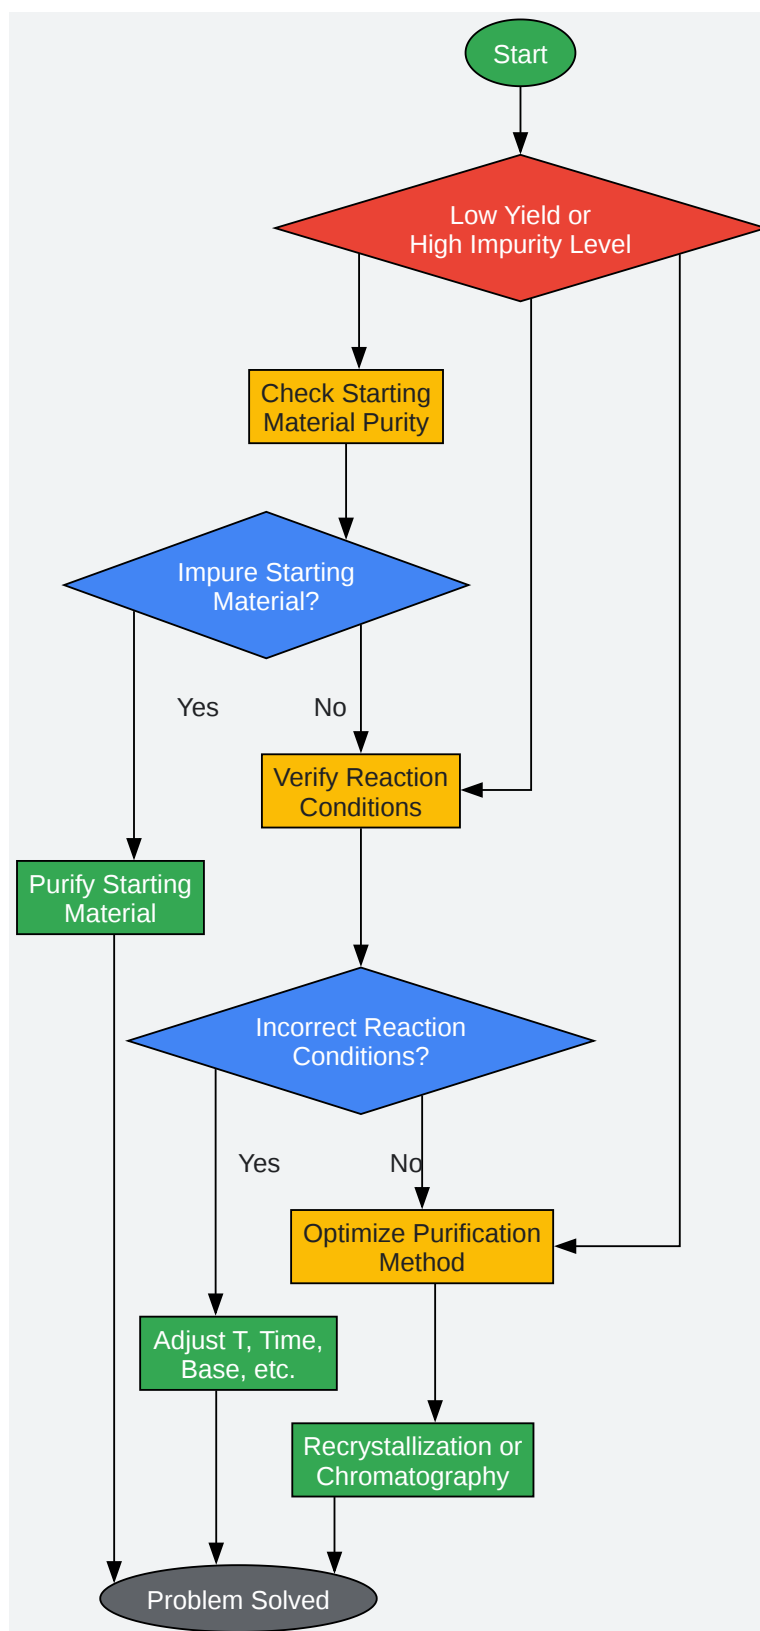 Start
Low Yield or
High Impurity Level
Check Starting
Material Purity
Impure Starting
Material?
Yes
No
Verify Reaction
Conditions
Purify Starting
Material
Incorrect Reaction
Conditions?
Yes
No
Optimize Purification
Method
Adjust T, Time,
Base, etc.
Recrystallization or
Chromatography
Problem Solved